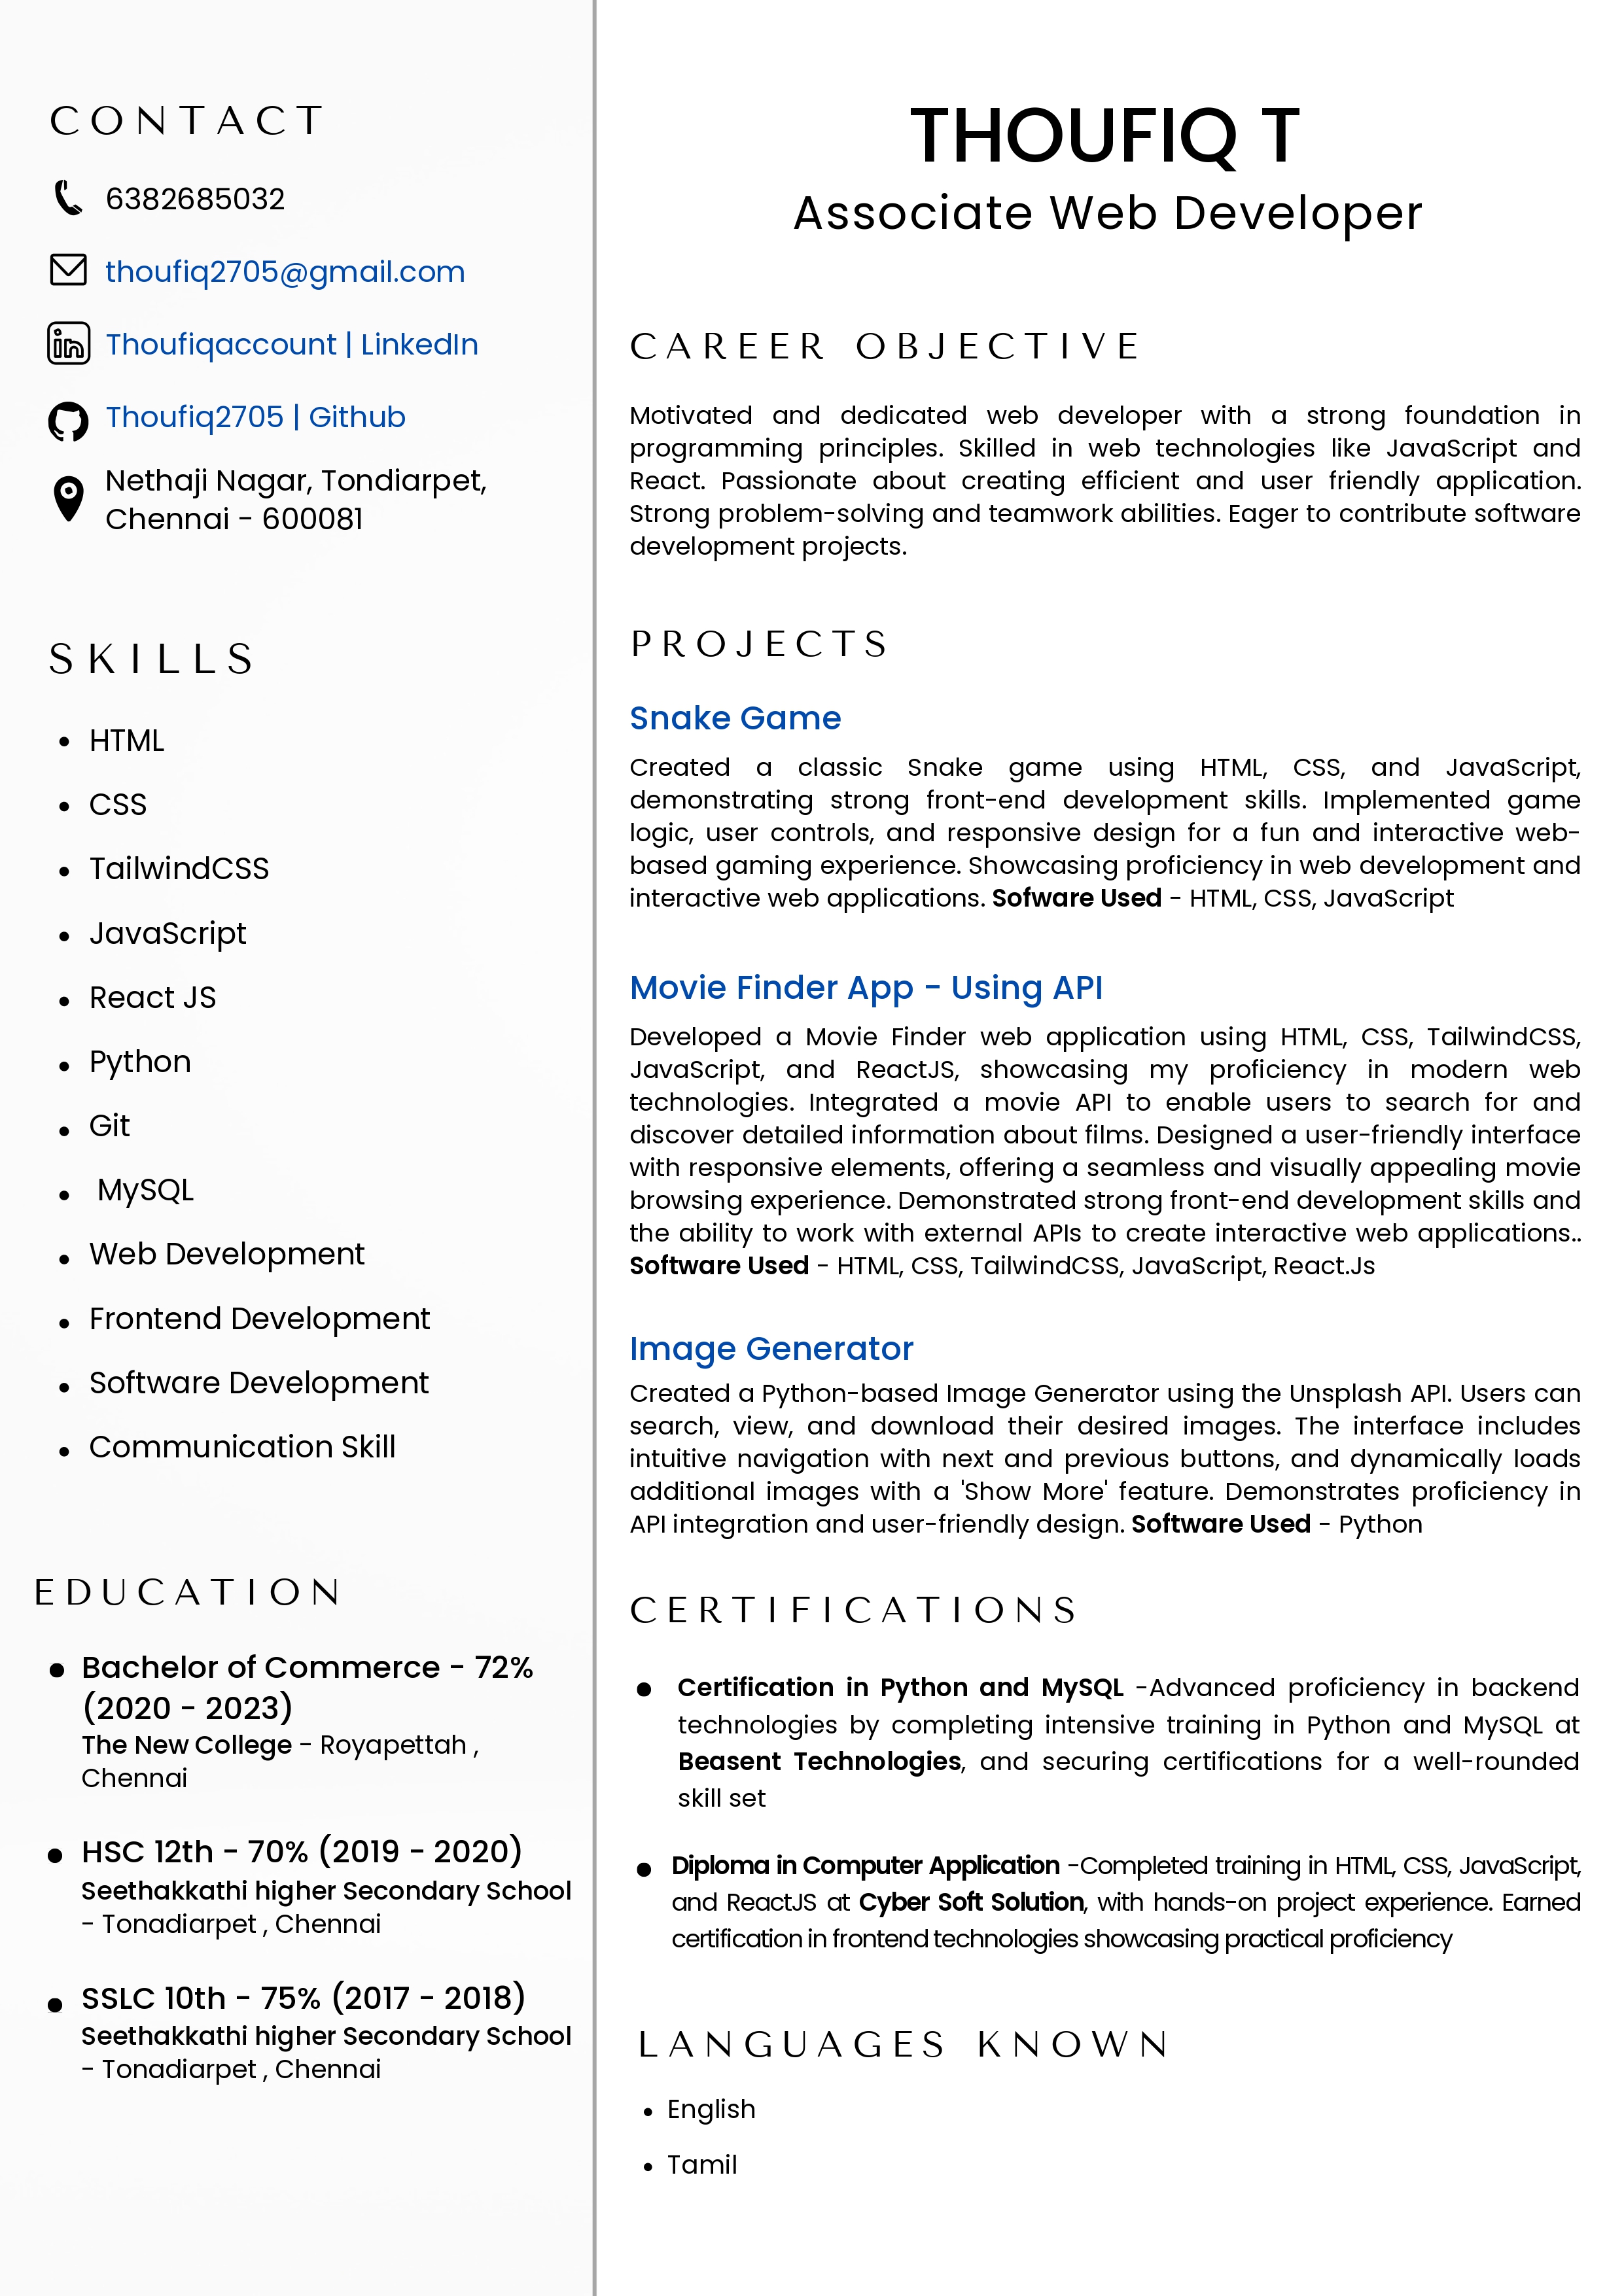 CONTACT
6382685032
thoufiq2705@gmail.com
Thoufiqaccount | LinkedIn
Thoufiq2705 | Github
Nethaji Nagar, Tondiarpet,
Chennai - 600081
SKILLS
HTML
CSS
TailwindCSS
JavaScript
React JS
Python
Git
MySQL
Web Development
Frontend Development
Software Development
Communication Skill
EDUCATION
Bachelor of Commerce - 72%
(2020 - 2023)
The New College - Royapettah ,
Chennai
HSC 12th - 70% (2019 - 2020)
Seethakkathi higher Secondary School
- Tonadiarpet , Chennai
SSLC 10th - 75% (2017 - 2018)
Seethakkathi higher Secondary School
- Tonadiarpet , Chennai
THOUFIQ T
Associate Web Developer
CAREER OBJECTIVE
Motivated and dedicated web developer with a strong foundation in
programming principles. Skilled in web technologies like JavaScript and
React. Passionate about creating efficient and user friendly application.
Strong problem-solving and teamwork abilities. Eager to contribute software
development projects.
PROJECTS
Snake Game
Created a classic Snake game using HTML, CSS, and JavaScript,
demonstrating strong front-end development skills. Implemented game
logic, user controls, and responsive design for a fun and interactive web-
based gaming experience. Showcasing proficiency in web development and
interactive web applications. Sofware Used - HTML, CSS, JavaScript
Movie Finder App - Using API
Developed a Movie Finder web application using HTML, CSS, TailwindCSS,
JavaScript, and ReactJS, showcasing my proficiency in modern web
technologies. Integrated a movie API to enable users to search for and
discover detailed information about films. Designed a user-friendly interface
with responsive elements, offering a seamless and visually appealing movie
browsing experience. Demonstrated strong front-end development skills and
the ability to work with external APIs to create interactive web applications..
Software Used - HTML, CSS, TailwindCSS, JavaScript, React.Js
Image Generator
Created a Python-based Image Generator using the Unsplash API. Users can
search, view, and download their desired images. The interface includes
intuitive navigation with next and previous buttons, and dynamically loads
additional images with a 'Show More' feature. Demonstrates proficiency in
API integration and user-friendly design. Software Used - Python
CERTIFICATIONS
Certification in Python and MySQL -Advanced proficiency in backend
technologies by completing intensive training in Python and MySQL at
Beasent Technologies, and securing certifications for a well-rounded
skill set
Diploma in Computer Application -Completed training in HTML, CSS, JavaScript,
and ReactJS at Cyber Soft Solution, with hands-on project experience. Earned
certification in frontend technologies showcasing practical proficiency
LANGUAGES KNOWN
English
Tamil